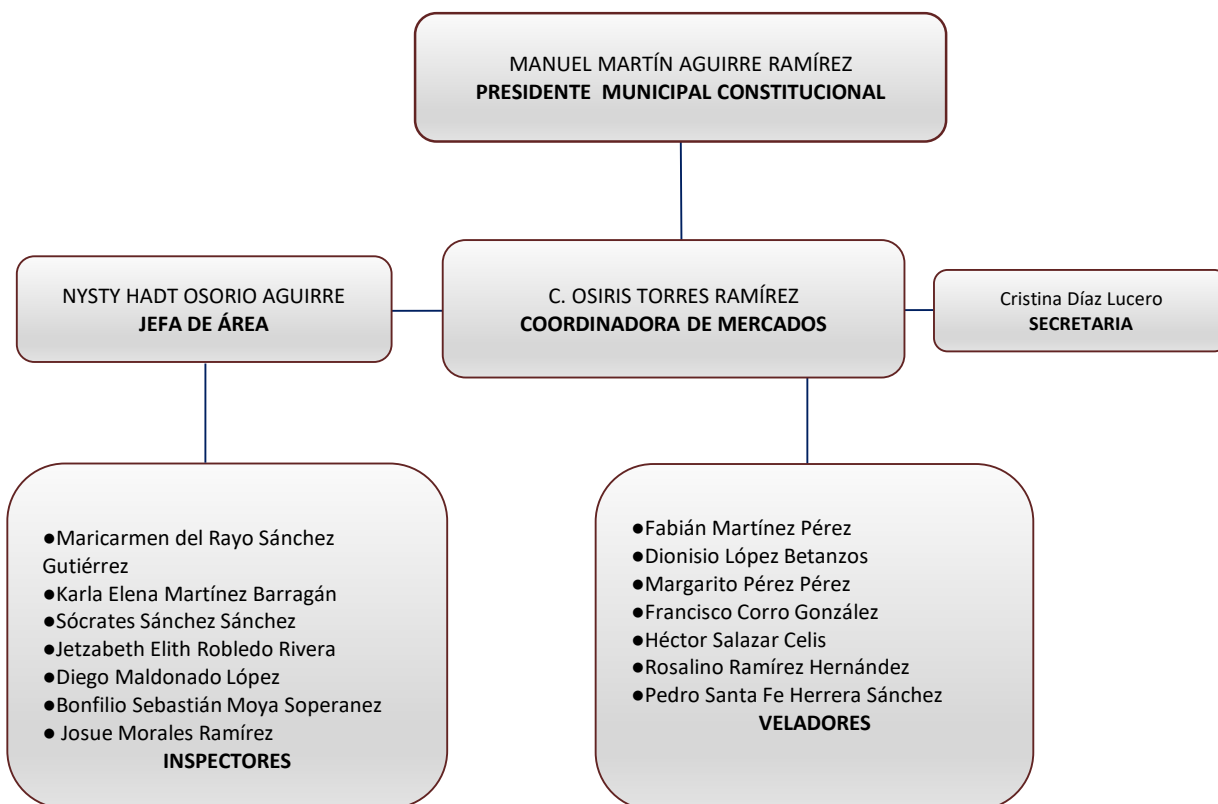 MANUEL MARTÍN AGUIRRE RAMÍREZ
PRESIDENTE MUNICIPAL CONSTITUCIONAL
NYSTY HADT OSORIO AGUIRRE
JEFA DE ÁREA
C. OSIRIS TORRES RAMÍREZ
COORDINADORA DE MERCADOS
Cristina Díaz Lucero
SECRETARIA
●Maricarmen del Rayo Sánchez
Gutiérrez
●Karla Elena Martínez Barragán
●Sócrates Sánchez Sánchez
●Jetzabeth Elith Robledo Rivera
●Diego Maldonado López
●Bonfilio Sebastián Moya Soperanez
● Josue Morales Ramírez
INSPECTORES
●Fabián Martínez Pérez
●Dionisio López Betanzos
●Margarito Pérez Pérez
●Francisco Corro González
●Héctor Salazar Celis
●Rosalino Ramírez Hernández
●Pedro Santa Fe Herrera Sánchez
VELADORES